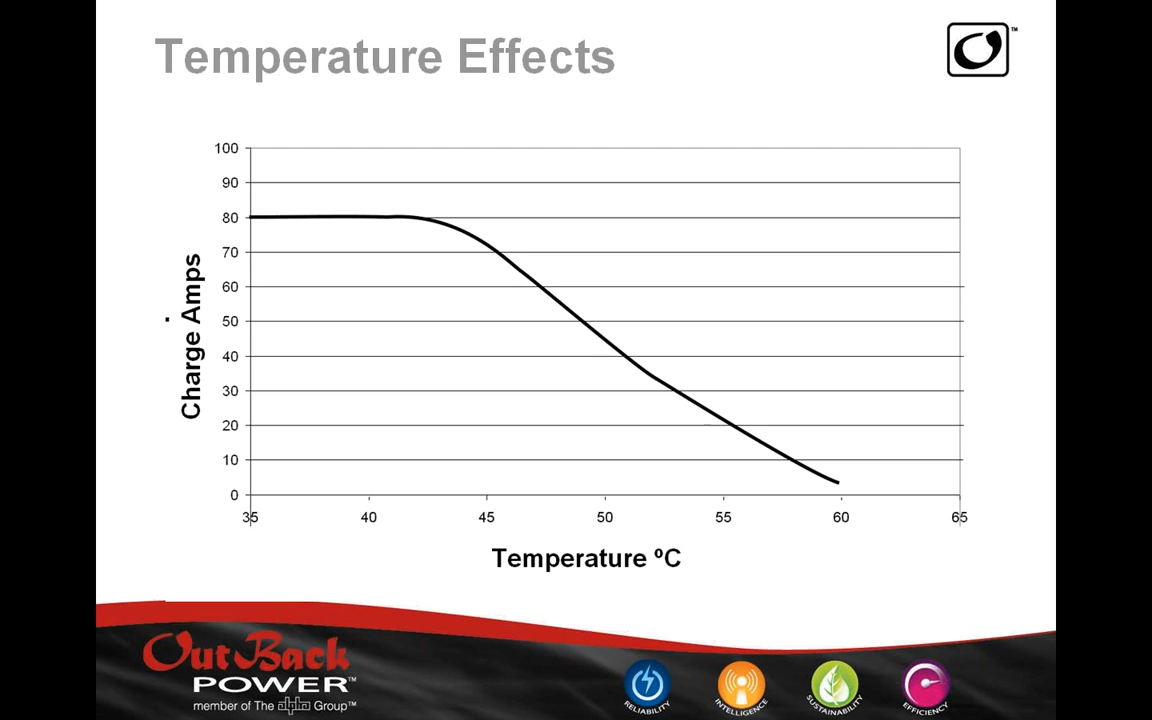 Temperature Effects
™
100
90
80
70
60
50
40
30
20
10
0
35 40 45 50 55 60 65
Charge Amps
Temperature ºC
OutBack
POWER™
member of The alpha Group™
RELIABILITY
INTELLIGENCE
SUSTAINABILITY
EFFICIENCY